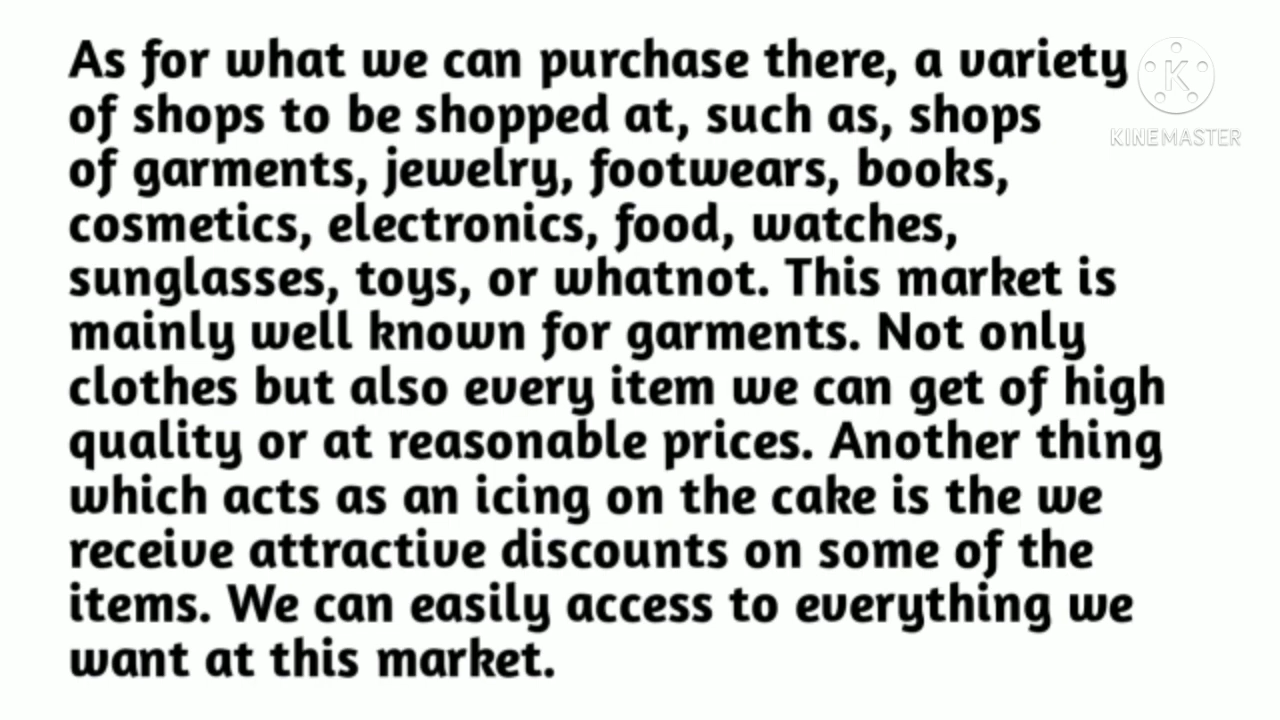 As for what we can purchase there, a variety
of shops to be shopped at, such as, shops
of garments, jewelry, footwears, books,
cosmetics, electronics, food, watches,
sunglasses, toys, or whatnot. This market is
mainly well known for garments. Not only
clothes but also every item we can get of high
quality or at reasonable prices. Another thing
which acts as an icing on the cake is the we
receive attractive discounts on some of the
items. We can easily access to everything we
want at this market.
K
KINEMASTER